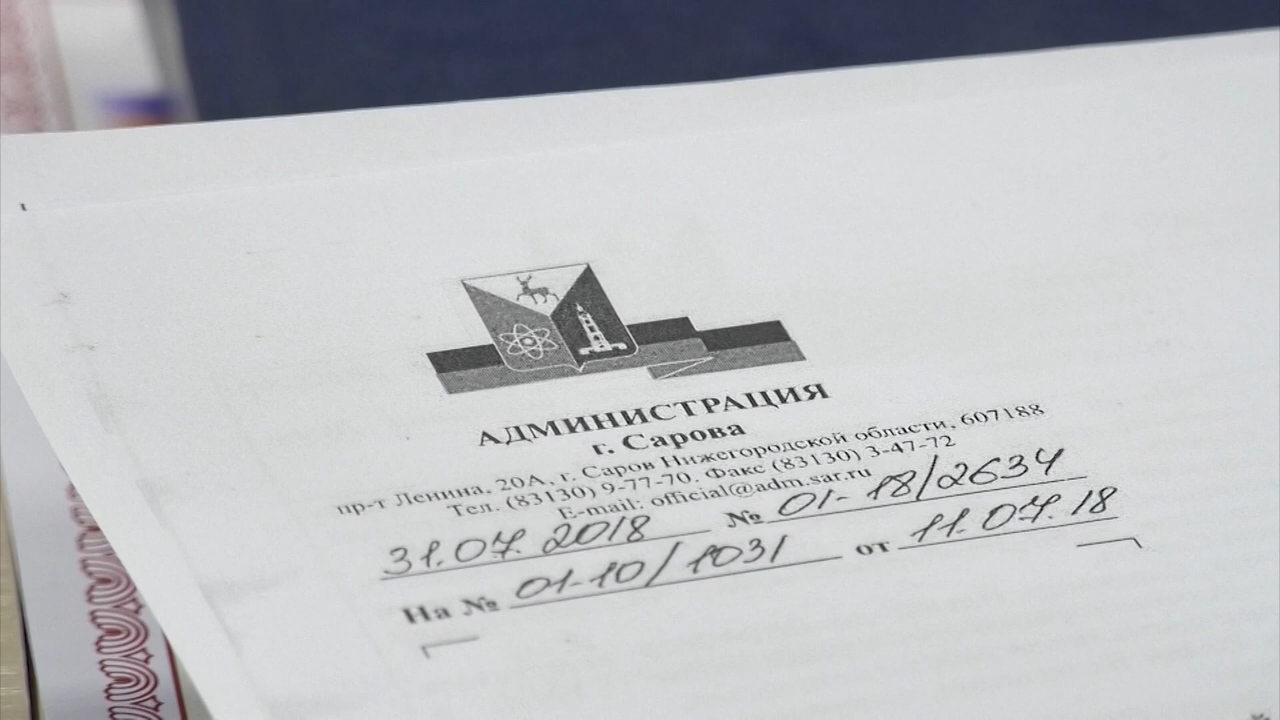 АДМИНИСТРАЦИЯ
г. Сарова
пр-т Ленина, 20А, г. Саров Нижегородской области, 607188
Тел. (83130) 9-77-70. Факс (83130) 3-47-72
E-mail: official@adm.sar.ru
31.07.2018 № 01-18/2634
На № 01-10/1031 от 11.07.18